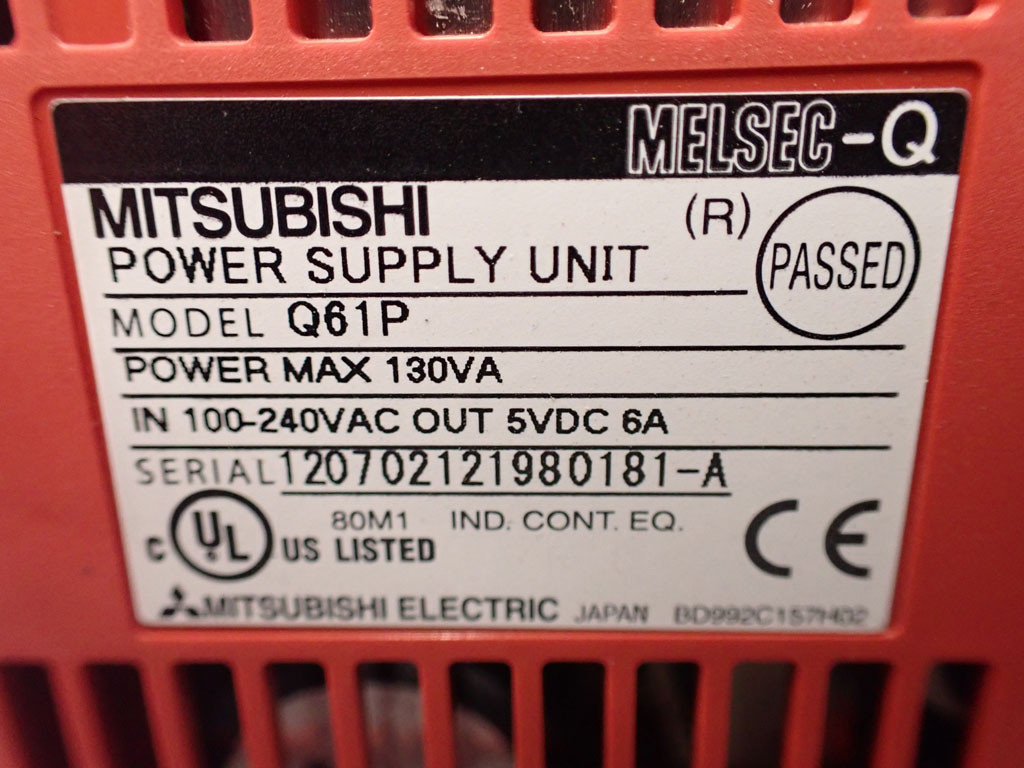 MELSEC-Q
MITSUBISHI (R)
POWER SUPPLY UNIT
PASSED
MODEL Q61P
POWER MAX 130VA
IN 100-240VAC OUT 5VDC 6A
SERIAL 120702121980181-A
C UL US LISTED
80M1 IND. CONT. EQ.
CE
MITSUBISHI ELECTRIC JAPAN BD992C157H02